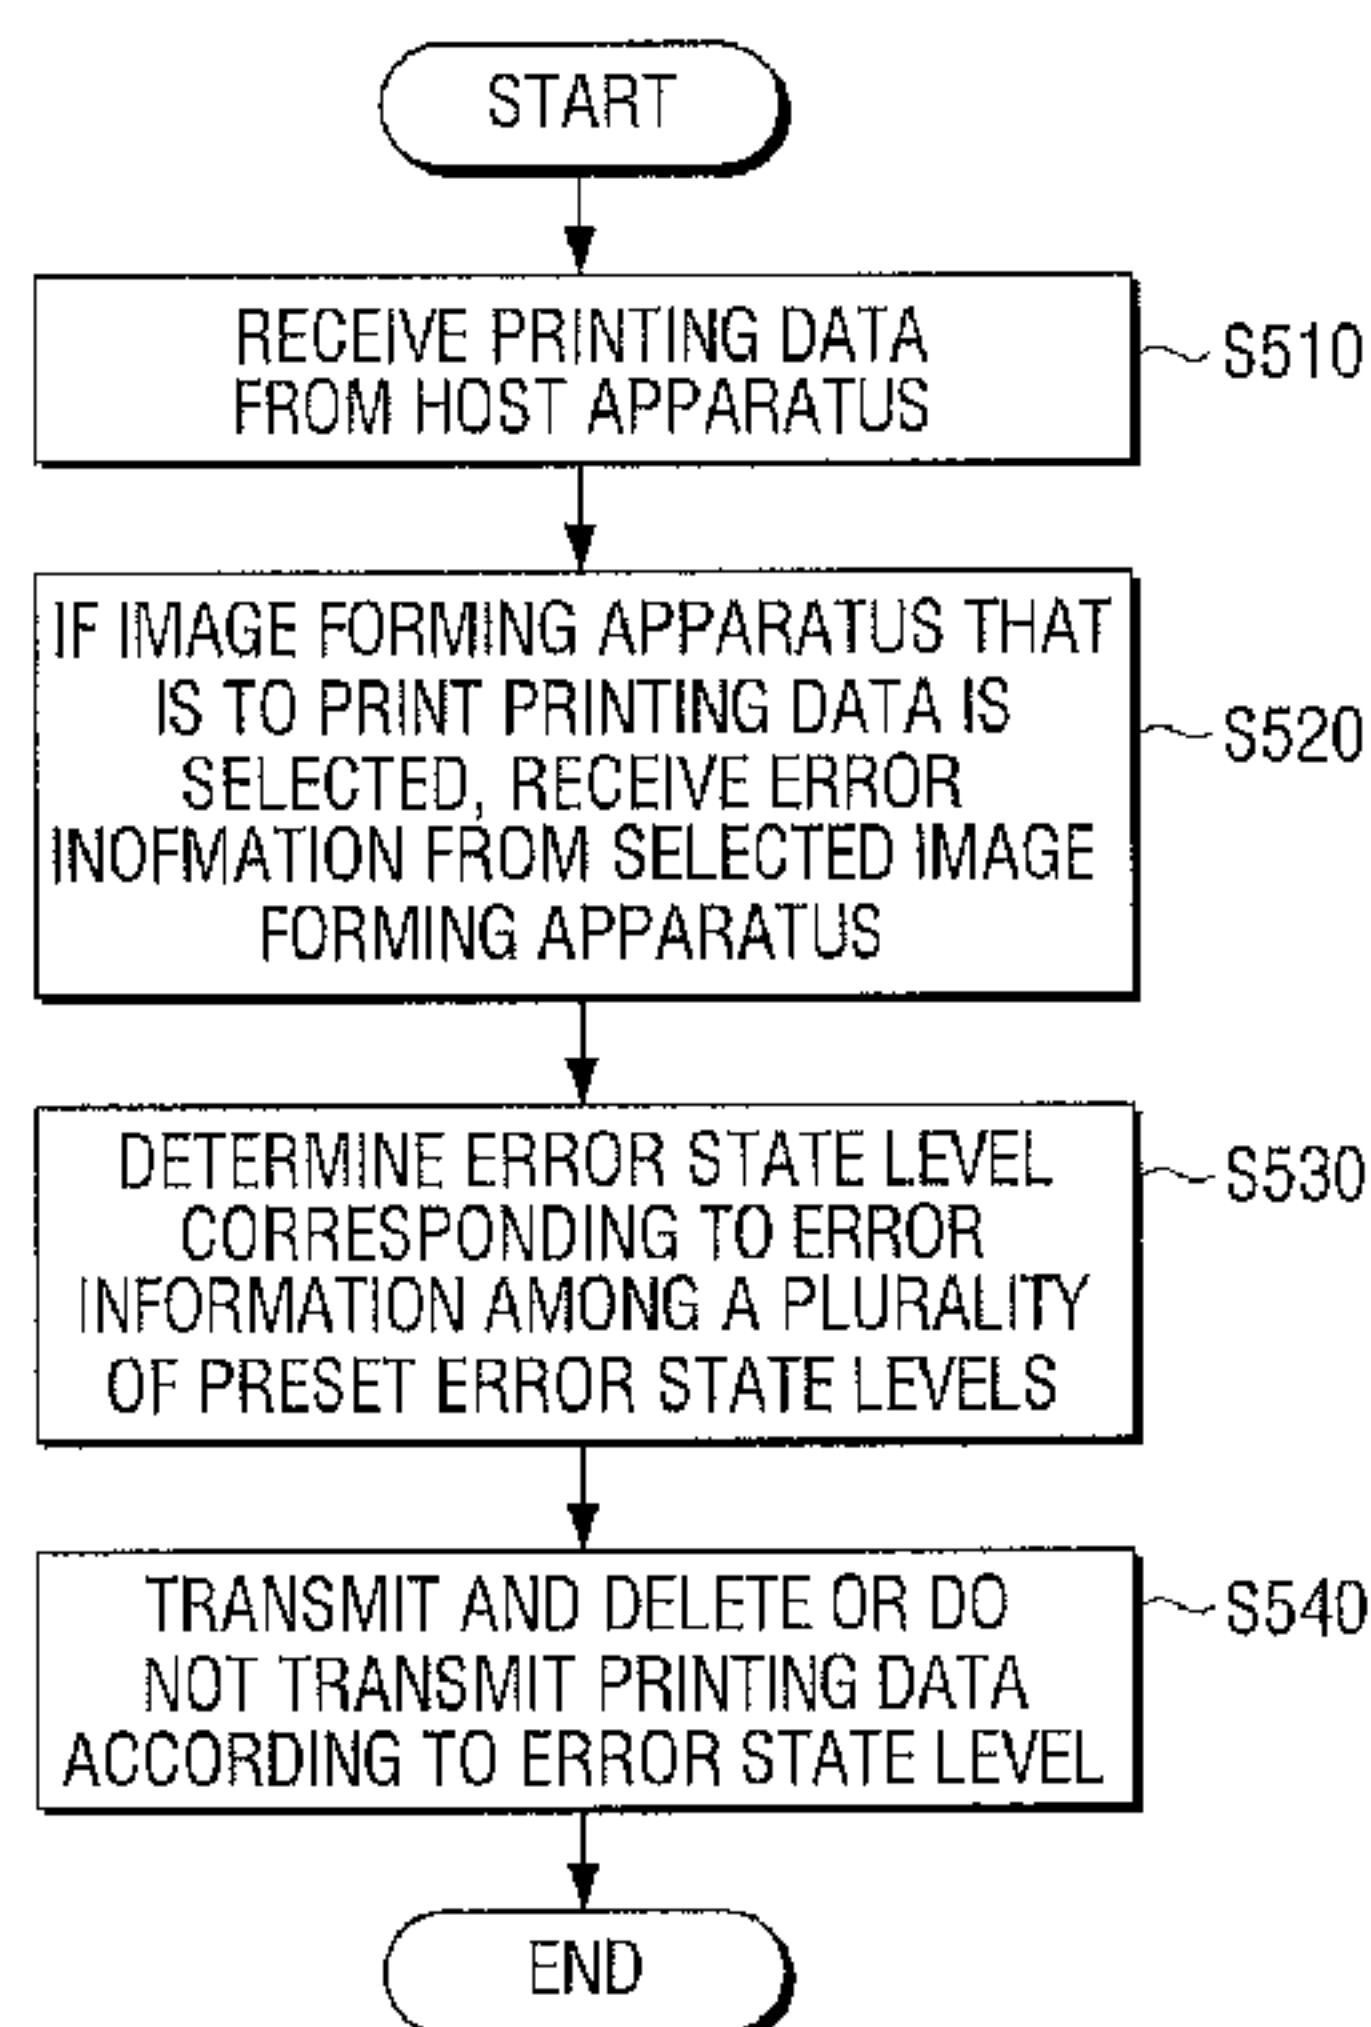 START
RECEIVE PRINTING DATA
FROM HOST APPARATUS
S510
IF IMAGE FORMING APPARATUS THAT
IS TO PRINT PRINTING DATA IS
SELECTED, RECEIVE ERROR
INOFMATION FROM SELECTED IMAGE
FORMING APPARATUS
S520
DETERMINE ERROR STATE LEVEL
CORRESPONDING TO ERROR
INFORMATION AMONG A PLURALITY
OF PRESET ERROR STATE LEVELS
S530
TRANSMIT AND DELETE OR DO
NOT TRANSMIT PRINTING DATA
ACCORDING TO ERROR STATE LEVEL
S540
END